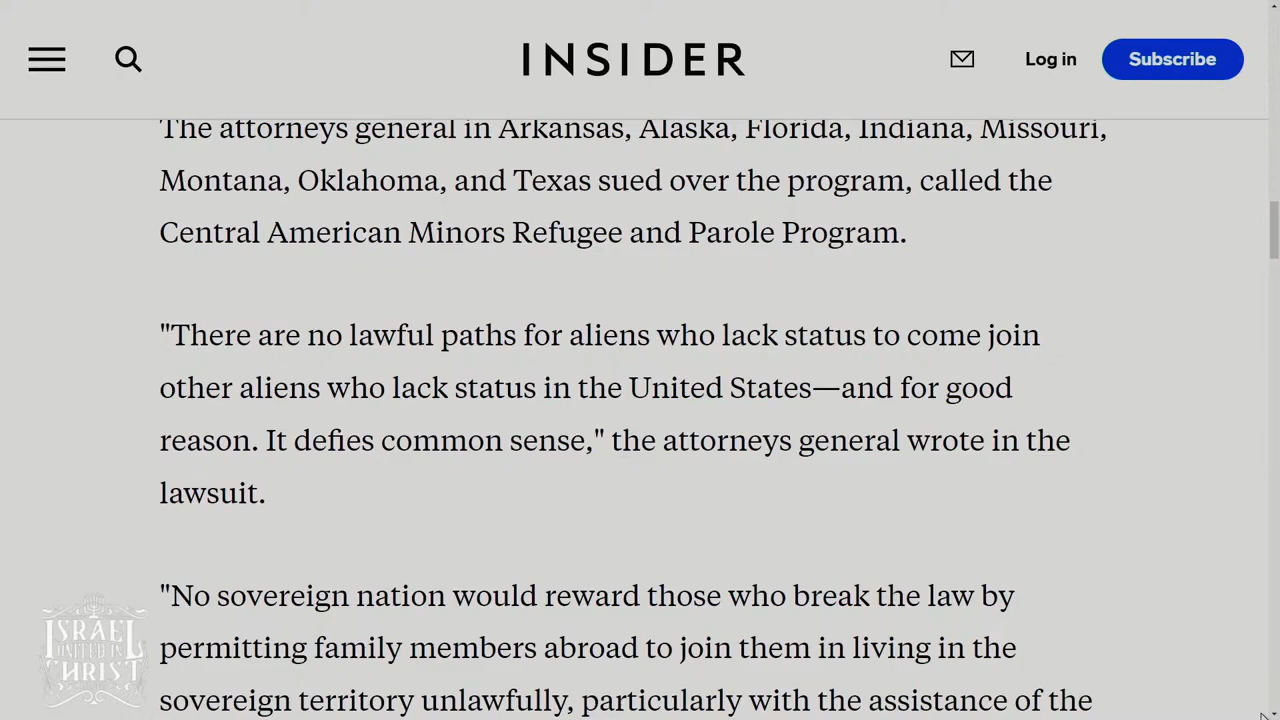 INSIDER
Log in
Subscribe
The attorneys general in Arkansas, Alaska, Florida, Indiana, Missouri,
Montana, Oklahoma, and Texas sued over the program, called the
Central American Minors Refugee and Parole Program.
"There are no lawful paths for aliens who lack status to come join
other aliens who lack status in the United States—and for good
reason. It defies common sense," the attorneys general wrote in the
lawsuit.
"No sovereign nation would reward those who break the law by
permitting family members abroad to join them in living in the
sovereign territory unlawfully, particularly with the assistance of the
ISRAEL
UNITED IN
CHRIST